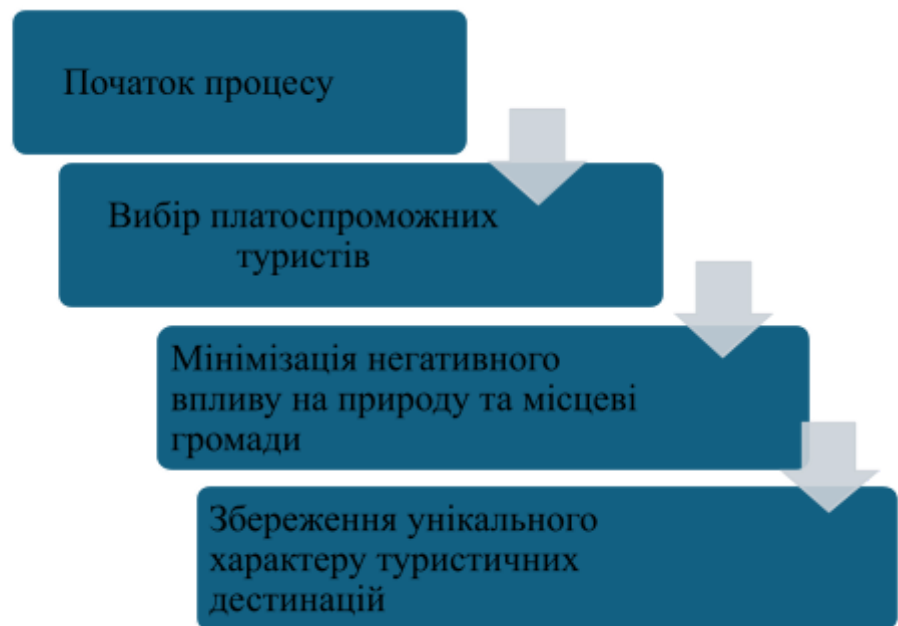 Початок процесу
Вибір платоспроможних
туристів
Мінімізація негативного
впливу на природу та місцеві
громади
Збереження унікального
характеру туристичних
дестинацій